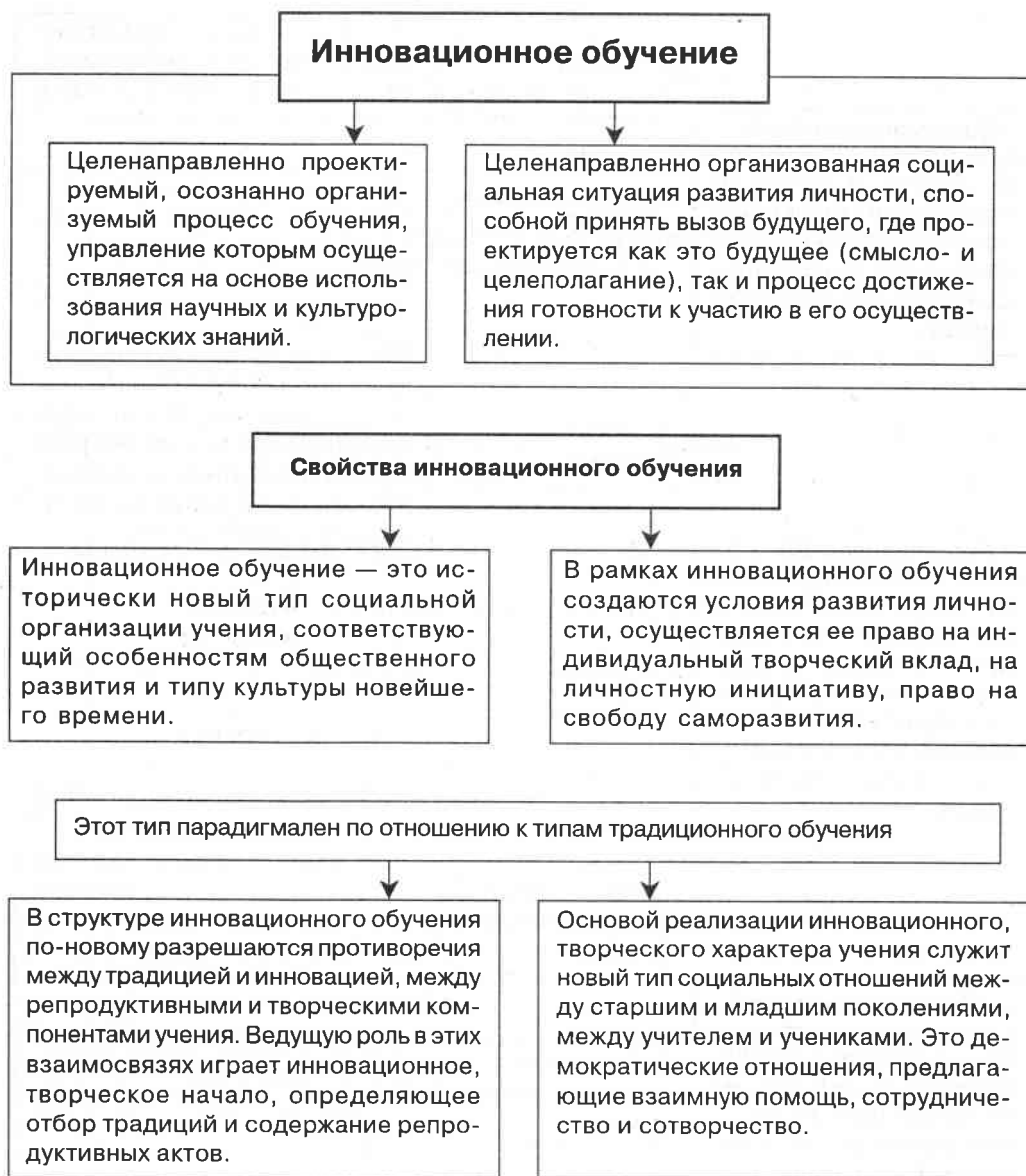 Инновационное обучение
Целенаправленно проекти-
руемый, осознанно органи-
зуемый процесс обучения,
управление которым осуще-
ствляется на основе исполь-
зования научных и культуро-
логических знаний.
Целенаправленно организованная соци-
альная ситуация развития личности, спо-
собной принять вызов будущего, где про-
ектируется как это будущее (смысло- и
целеполагание), так и процесс достиже-
ния готовности к участию в его осуществ-
лении.
Свойства инновационного обучения
Инновационное обучение — это ис-
торически новый тип социальной
организации учения, соответствую-
щий особенностям общественного
развития и типу культуры новейше-
го времени.
В рамках инновационного обучения
создаются условия развития лично-
сти, осуществляется ее право на ин-
дивидуальный творческий вклад, на
личностную инициативу, право на
свободу саморазвития.
Этот тип парадигмален по отношению к типам традиционного обучения
В структуре инновационного обучения
по-новому разрешаются противоречия
между традицией и инновацией, между
репродуктивными и творческими ком-
понентами учения. Ведущую роль в этих
взаимосвязях играет инновационное,
творческое начало, определяющее
отбор традиций и содержание репро-
дуктивных актов.
Основой реализации инновационного,
творческого характера учения служит
новый тип социальных отношений меж-
ду старшим и младшим поколениями,
между учителем и учениками. Это де-
мократические отношения, предлага-
ющие взаимную помощь, сотрудниче-
ство и сотворчество.